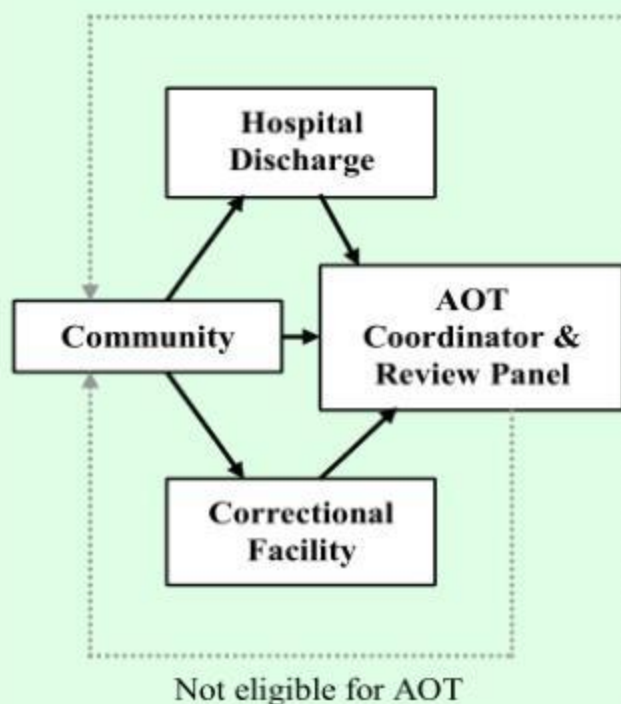 Hospital
Discharge
Community
AOT
Coordinator &
Review Panel
Correctional
Facility
Not eligible for AOT